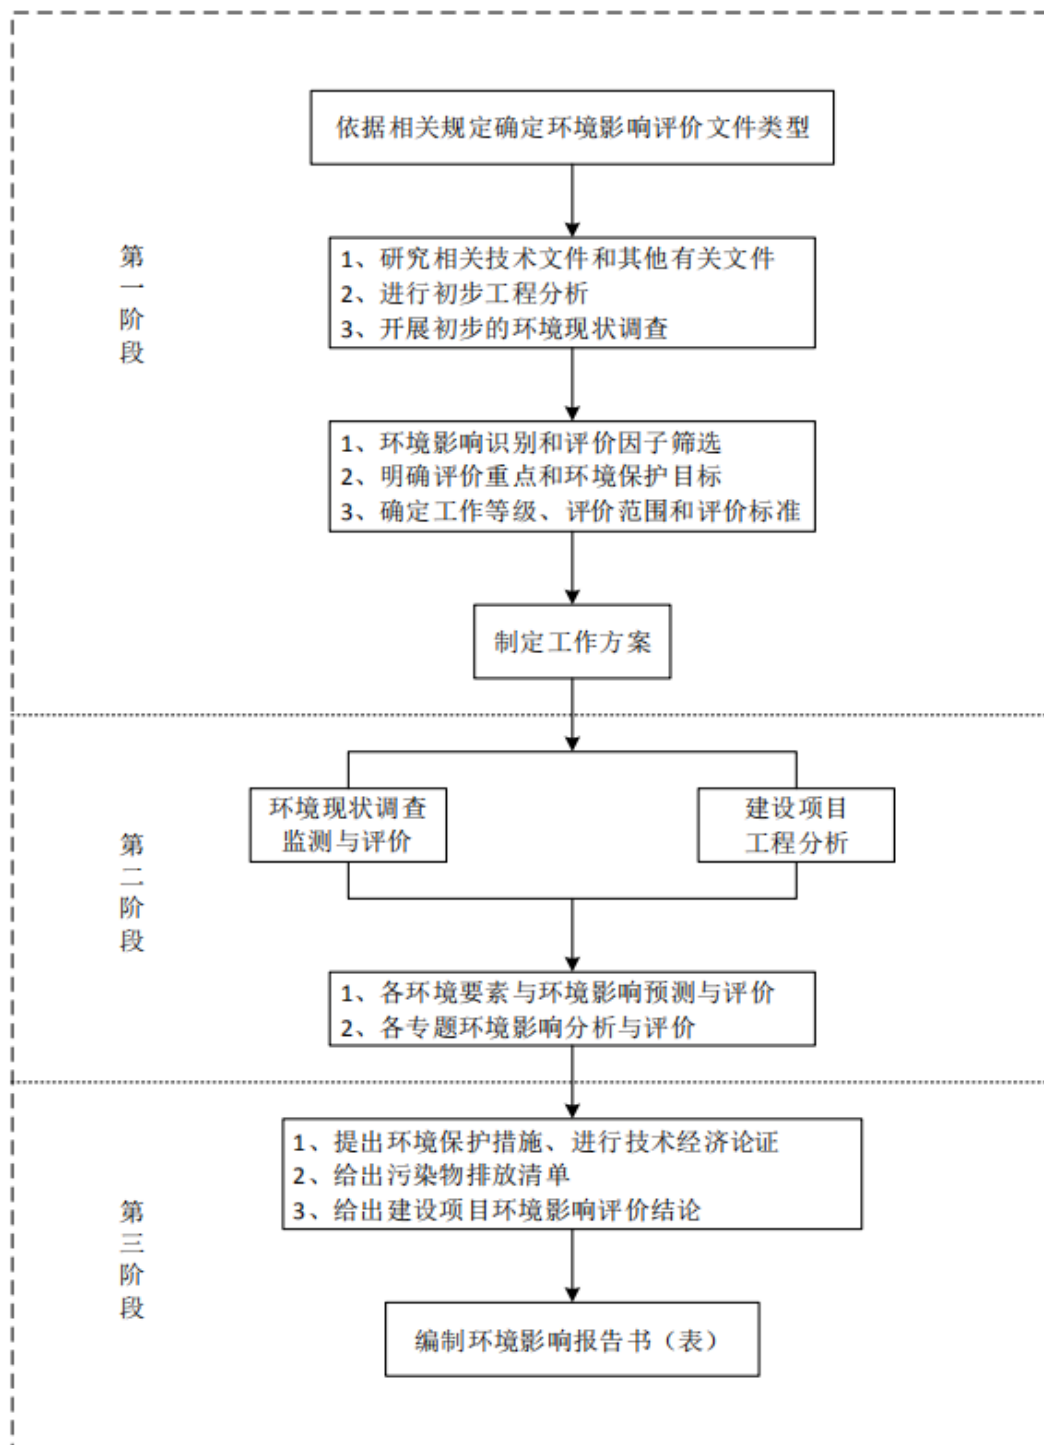 依据相关规定确定环境影响评价文件类型
第一阶段
1、研究相关技术文件和其他有关文件
2、进行初步工程分析
3、开展初步的环境现状调查
1、环境影响识别和评价因子筛选
2、明确评价重点和环境保护目标
3、确定工作等级、评价范围和评价标准
制定工作方案
第二阶段
环境现状调查
监测与评价
建设项目
工程分析
1、各环境要素与环境影响预测与评价
2、各专题环境影响分析与评价
第三阶段
1、提出环境保护措施、进行技术经济论证
2、给出污染物排放清单
3、给出建设项目环境影响评价结论
编制环境影响报告书（表）